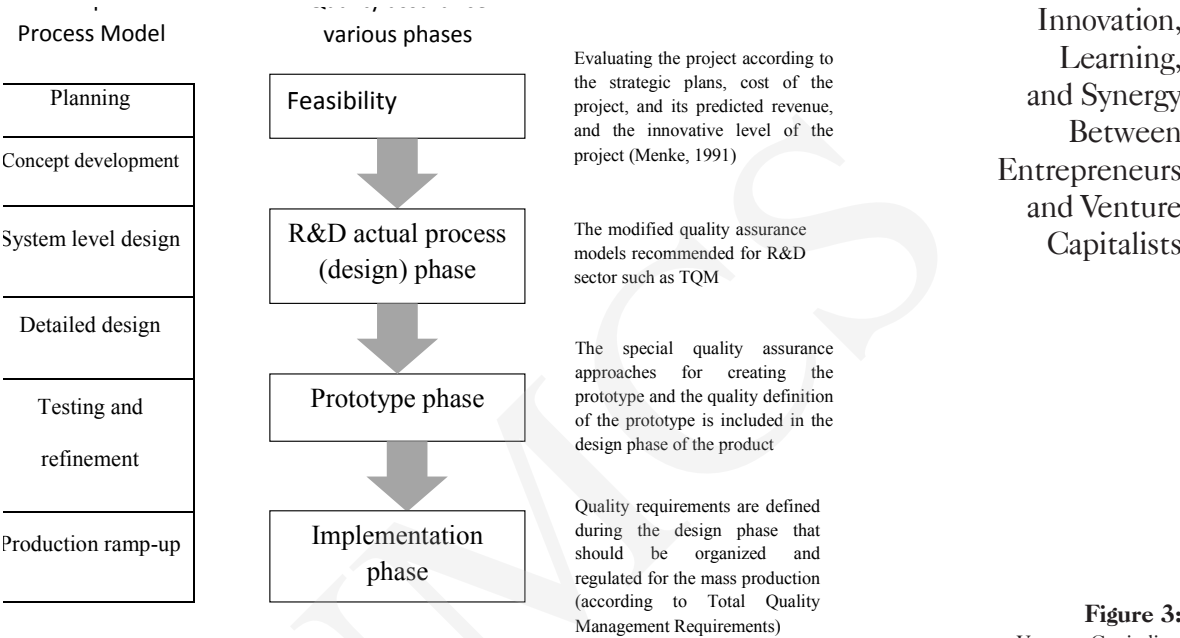 Process Model
various phases
Planning
Concept development
System level design
Detailed design
Testing and
refinement
Production ramp-up
Feasibility
R&D actual process
(design) phase
Prototype phase
Implementation
phase
Evaluating the project according to
the strategic plans, cost of the
project, and its predicted revenue,
and the innovative level of the
project (Menke, 1991)
The modified quality assurance
models recommended for R&D
sector such as TQM
The special quality assurance
approaches for creating the
prototype and the quality definition
of the prototype is included in the
design phase of the product
Quality requirements are defined
during the design phase that
should be organized and
regulated for the mass production
(according to Total Quality
Management Requirements)
Innovation,
Learning,
and Synergy
Between
Entrepreneurs
and Venture
Capitalists
Figure 3: